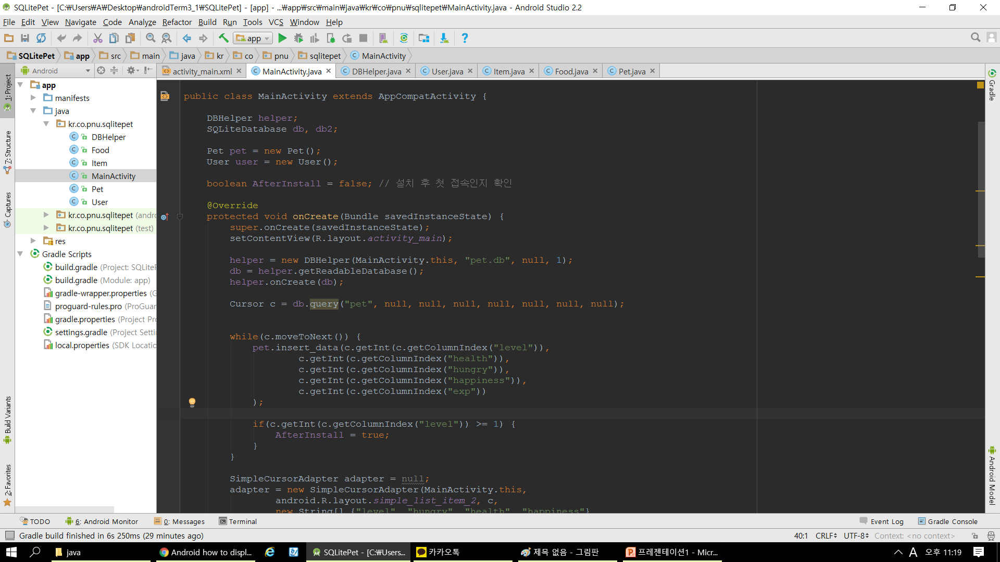 SQLitePet - [C:₩Users₩A₩Desktop₩androidTerm3_1₩SQLitePet] - [app] - ...₩app₩src₩main₩java₩kr₩co₩pnu₩sqlitepet₩MainActivity.java - Android Studio 2.2
File Edit View Navigate Code Analyze Refactor Build Run Tools VCS Window Help
app
SQLitePet app src main java kr co pnu sqlitepet MainActivity
Android
activity_main.xml MainActivity.java DBHelper.java User.java Item.java Food.java Pet.java
1: Project
7: Structure
Captures
Build Variants
2: Favorites
app
manifests
java
kr.co.pnu.sqlitepet
DBHelper
Food
Item
MainActivity
Pet
User
kr.co.pnu.sqlitepet (andro
kr.co.pnu.sqlitepet (test)
res
Gradle Scripts
build.gradle (Project: SQLiteP
build.gradle (Module: app)
gradle-wrapper.properties (G
proguard-rules.pro (ProGuar
gradle.properties (Project Pro
settings.gradle (Project Setti
local.properties (SDK Locatio
public class MainActivity extends AppCompatActivity {
DBHelper helper;
SQLiteDatabase db, db2;
Pet pet = new Pet();
User user = new User();
boolean AfterInstall = false; // 설치 후 첫 접속인지 확인
@Override
protected void onCreate(Bundle savedInstanceState) {
super.onCreate(savedInstanceState);
setContentView(R.layout.activity_main);
helper = new DBHelper(MainActivity.this, "pet.db", null, 1);
db = helper.getReadableDatabase();
helper.onCreate(db);
Cursor c = db.query("pet", null, null, null, null, null, null, null);
while(c.moveToNext()) {
pet.insert_data(c.getInt(c.getColumnIndex("level")),
c.getInt(c.getColumnIndex("health")),
c.getInt(c.getColumnIndex("hungry")),
c.getInt(c.getColumnIndex("happiness")),
c.getInt(c.getColumnIndex("exp"))
);
if(c.getInt(c.getColumnIndex("level")) >= 1) {
AfterInstall = true;
}
}
SimpleCursorAdapter adapter = null;
adapter = new SimpleCursorAdapter(MainActivity.this,
android.R.layout.simple_list_item_2, c,
new String[] {"level", "hungry", "health", "happiness"}
Gradle
Android Model
TODO 6: Android Monitor 0: Messages Terminal Event Log Gradle Console
Gradle build finished in 6s 250ms (29 minutes ago) 40:1 CRLF UTF-8 Context: <no context>
java Android how to displ... SQLitePet - [C:₩Users... 카카오톡 제목 없음 - 그림판 프레젠테이션1 - Micr... A 오후 11:19